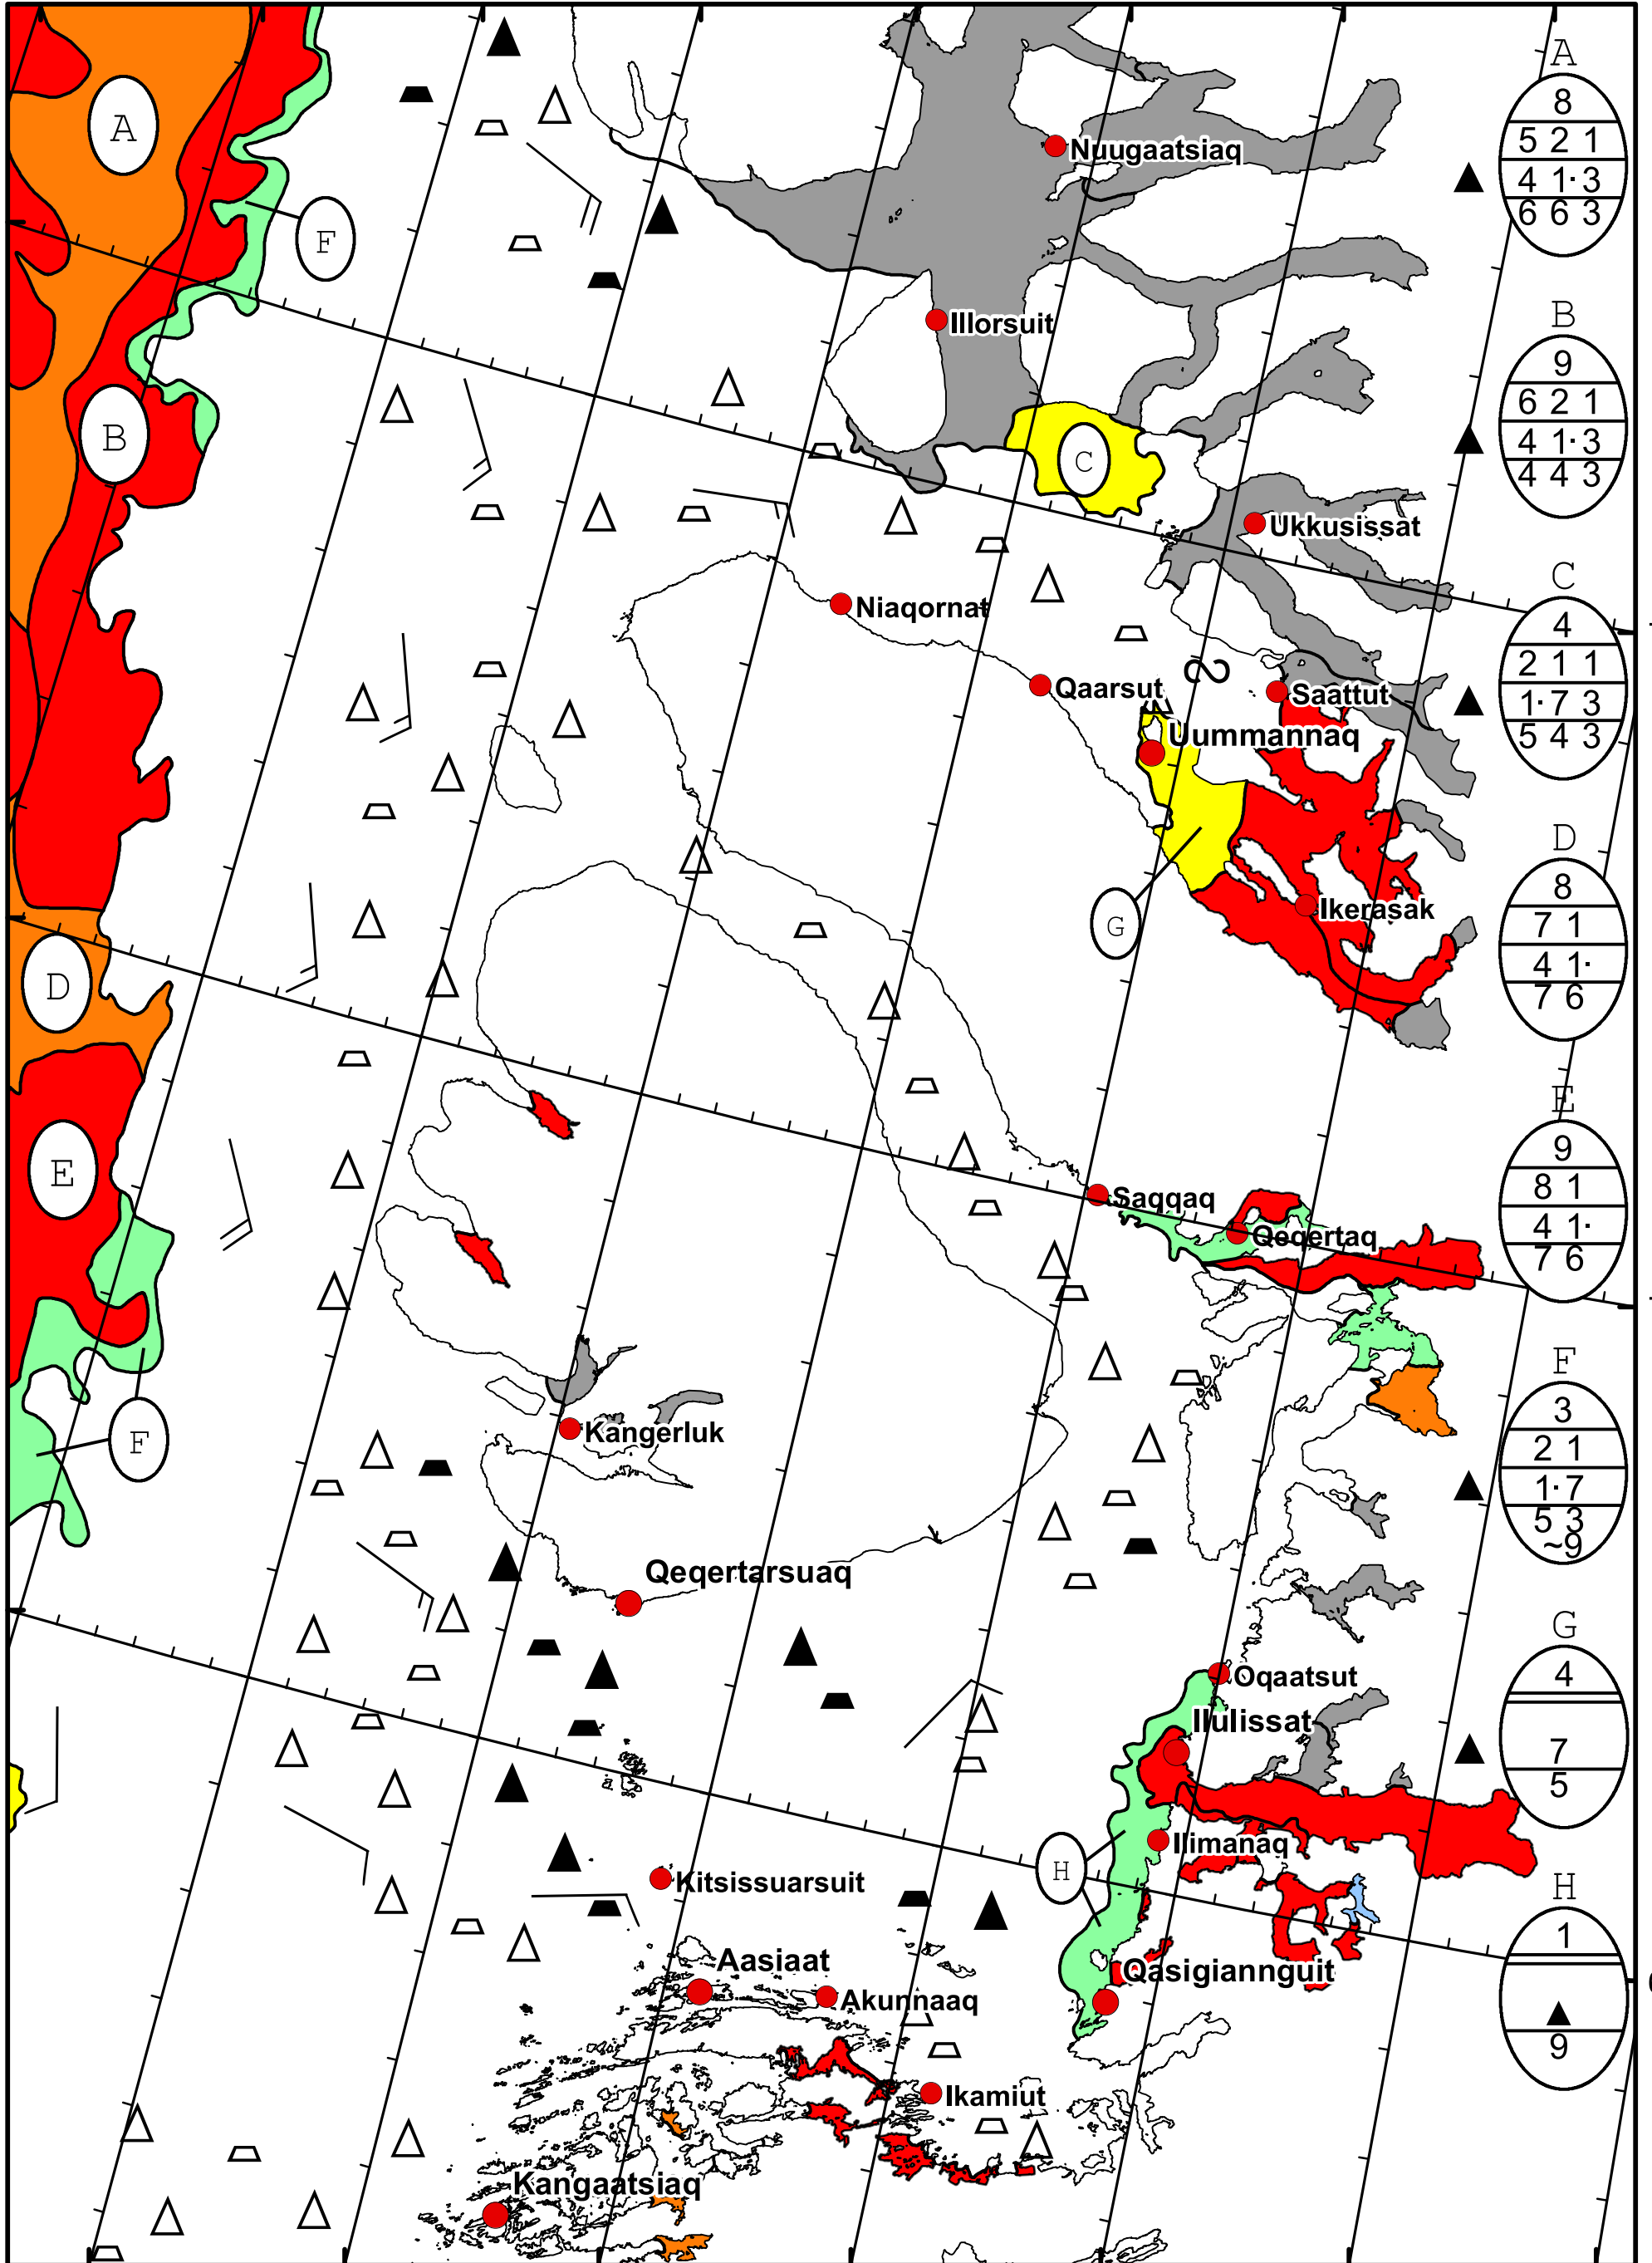 A
8
5 2 1
4 1· 3
6 6 3
A
Nuugaatsiaq
F
Illorsuit
B
9
6 2 1
4 1· 3
4 4 3
B
C
Ukkusissat
Niaqornat
C
4
2 1 1
1· 7 3
5 4 3
Qaarsut
Saattut
Uummannaq
D
8
7 1
4 1·
7 6
Ikerasak
G
D
E
9
8 1
4 1·
7 6
E
Saqqaq
Qeqertaq
F
3
2 1
1· 7
5 3
~9
Kangerluk
F
Qeqertarsuaq
G
4
7
5
Oqaatsut
Ilulissat
Ilimanaq
H
Kitsissuarsuit
H
1
9
Aasiaat
Akunnaaq
Qasigiannguit
Ikamiut
Kangaatsiaq